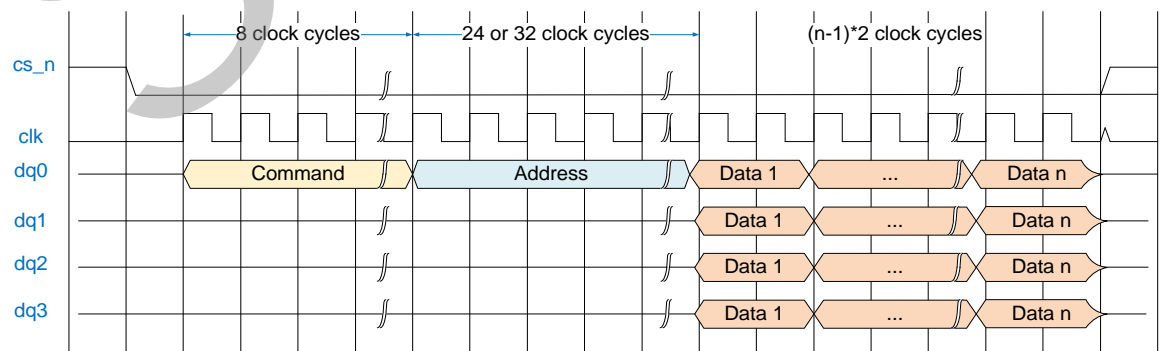 8 clock cycles 24 or 32 clock cycles (n-1)*2 clock cycles
cs_n
clk
dq0 Command Address Data 1 ... Data n
dq1 Data 1 ... Data n
dq2 Data 1 ... Data n
dq3 Data 1 ... Data n